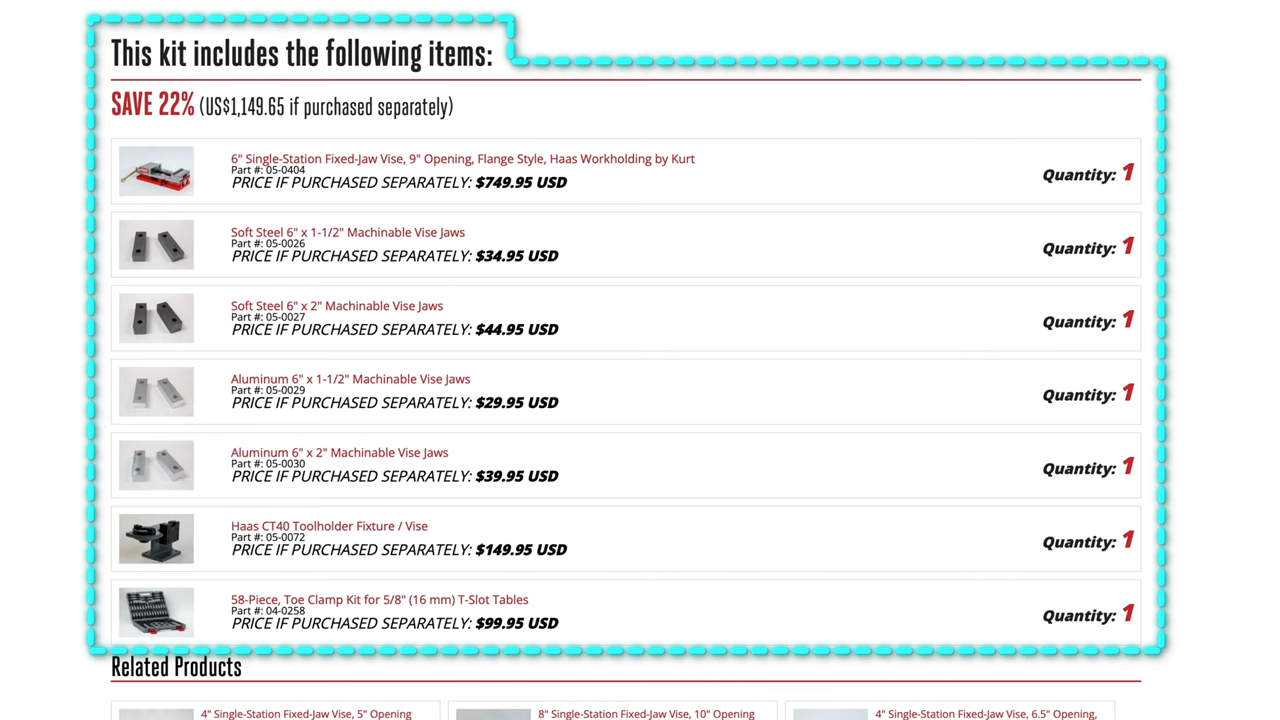 This kit includes the following items:
SAVE 22% (US$1,149.65 if purchased separately)
6" Single-Station Fixed-Jaw Vise, 9" Opening, Flange Style, Haas Workholding by Kurt
Part #: 05-0404
PRICE IF PURCHASED SEPARATELY: $749.95 USD
Quantity: 1
Soft Steel 6" x 1-1/2" Machinable Vise Jaws
Part #: 05-0026
PRICE IF PURCHASED SEPARATELY: $34.95 USD
Quantity: 1
Soft Steel 6" x 2" Machinable Vise Jaws
Part #: 05-0027
PRICE IF PURCHASED SEPARATELY: $44.95 USD
Quantity: 1
Aluminum 6" x 1-1/2" Machinable Vise Jaws
Part #: 05-0029
PRICE IF PURCHASED SEPARATELY: $29.95 USD
Quantity: 1
Aluminum 6" x 2" Machinable Vise Jaws
Part #: 05-0030
PRICE IF PURCHASED SEPARATELY: $39.95 USD
Quantity: 1
Haas CT40 Toolholder Fixture / Vise
Part #: 05-0072
PRICE IF PURCHASED SEPARATELY: $149.95 USD
Quantity: 1
58-Piece, Toe Clamp Kit for 5/8" (16 mm) T-Slot Tables
Part #: 04-0258
PRICE IF PURCHASED SEPARATELY: $99.95 USD
Quantity: 1
Related Products
4" Single-Station Fixed-Jaw Vise, 5" Opening
8" Single-Station Fixed-Jaw Vise, 10" Opening
4" Single-Station Fixed-Jaw Vise, 6.5" Opening,